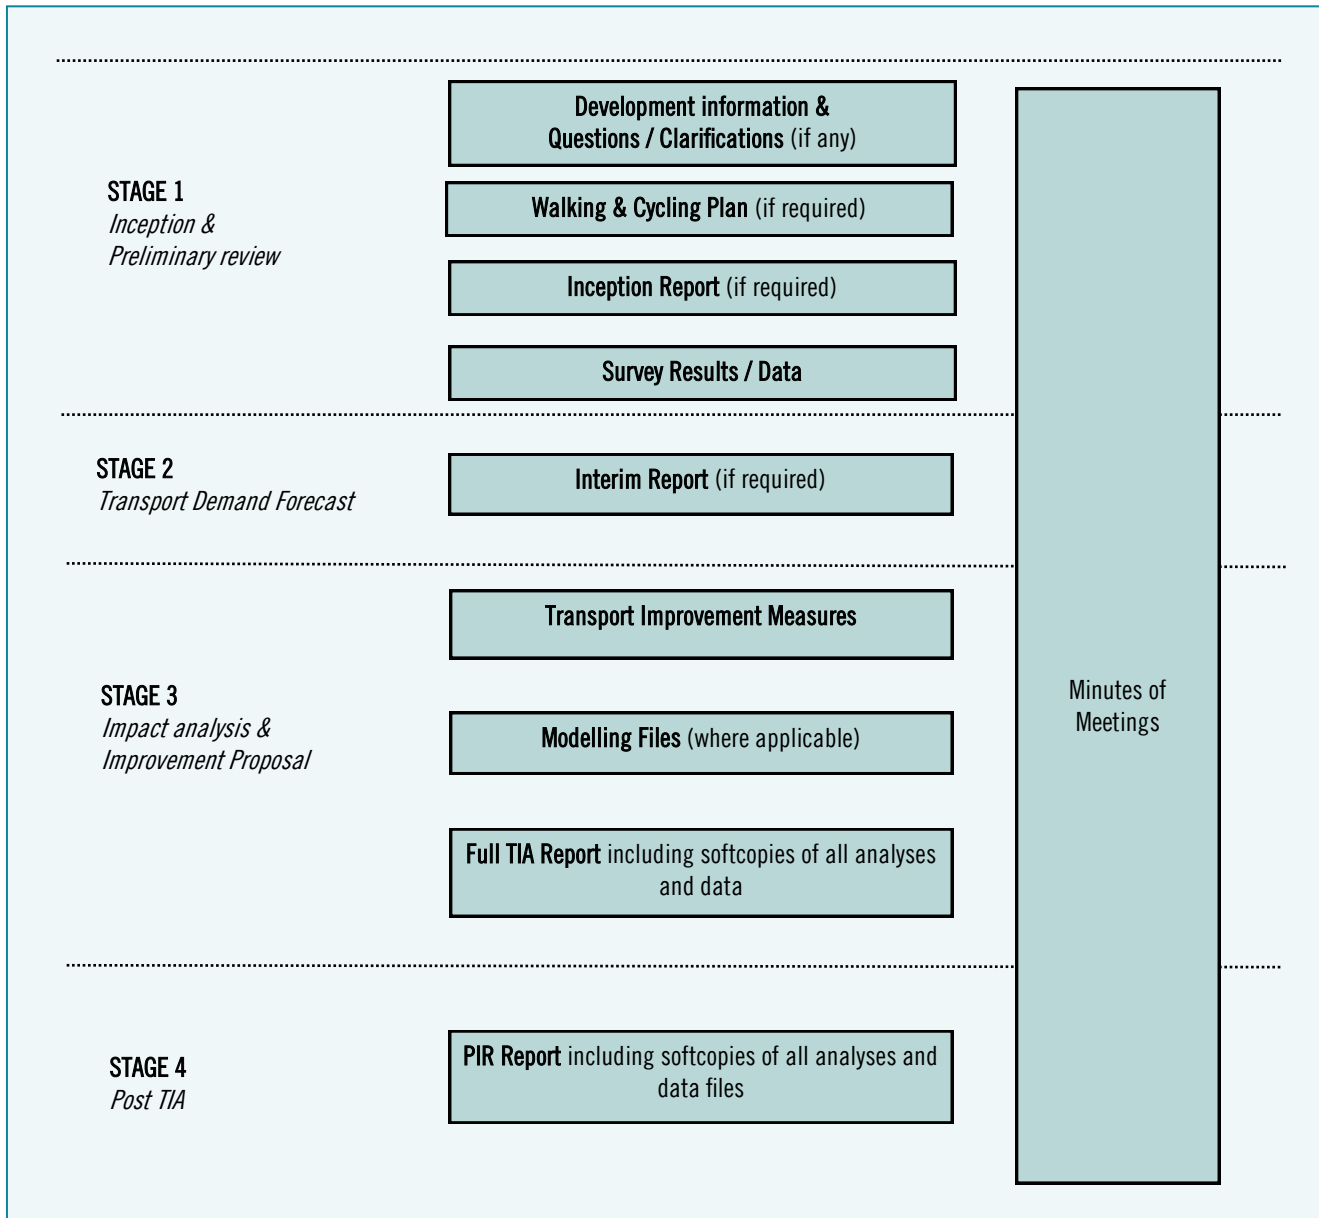 STAGE 1
Inception &
Preliminary review
Development information &
Questions / Clarifications (if any)
Walking & Cycling Plan (if required)
Inception Report (if required)
Survey Results / Data
STAGE 2
Transport Demand Forecast
Interim Report (if required)
STAGE 3
Impact analysis &
Improvement Proposal
Transport Improvement Measures
Modelling Files (where applicable)
Full TIA Report including softcopies of all analyses
and data
STAGE 4
Post TIA
PIR Report including softcopies of all analyses and
data files
Minutes of
Meetings